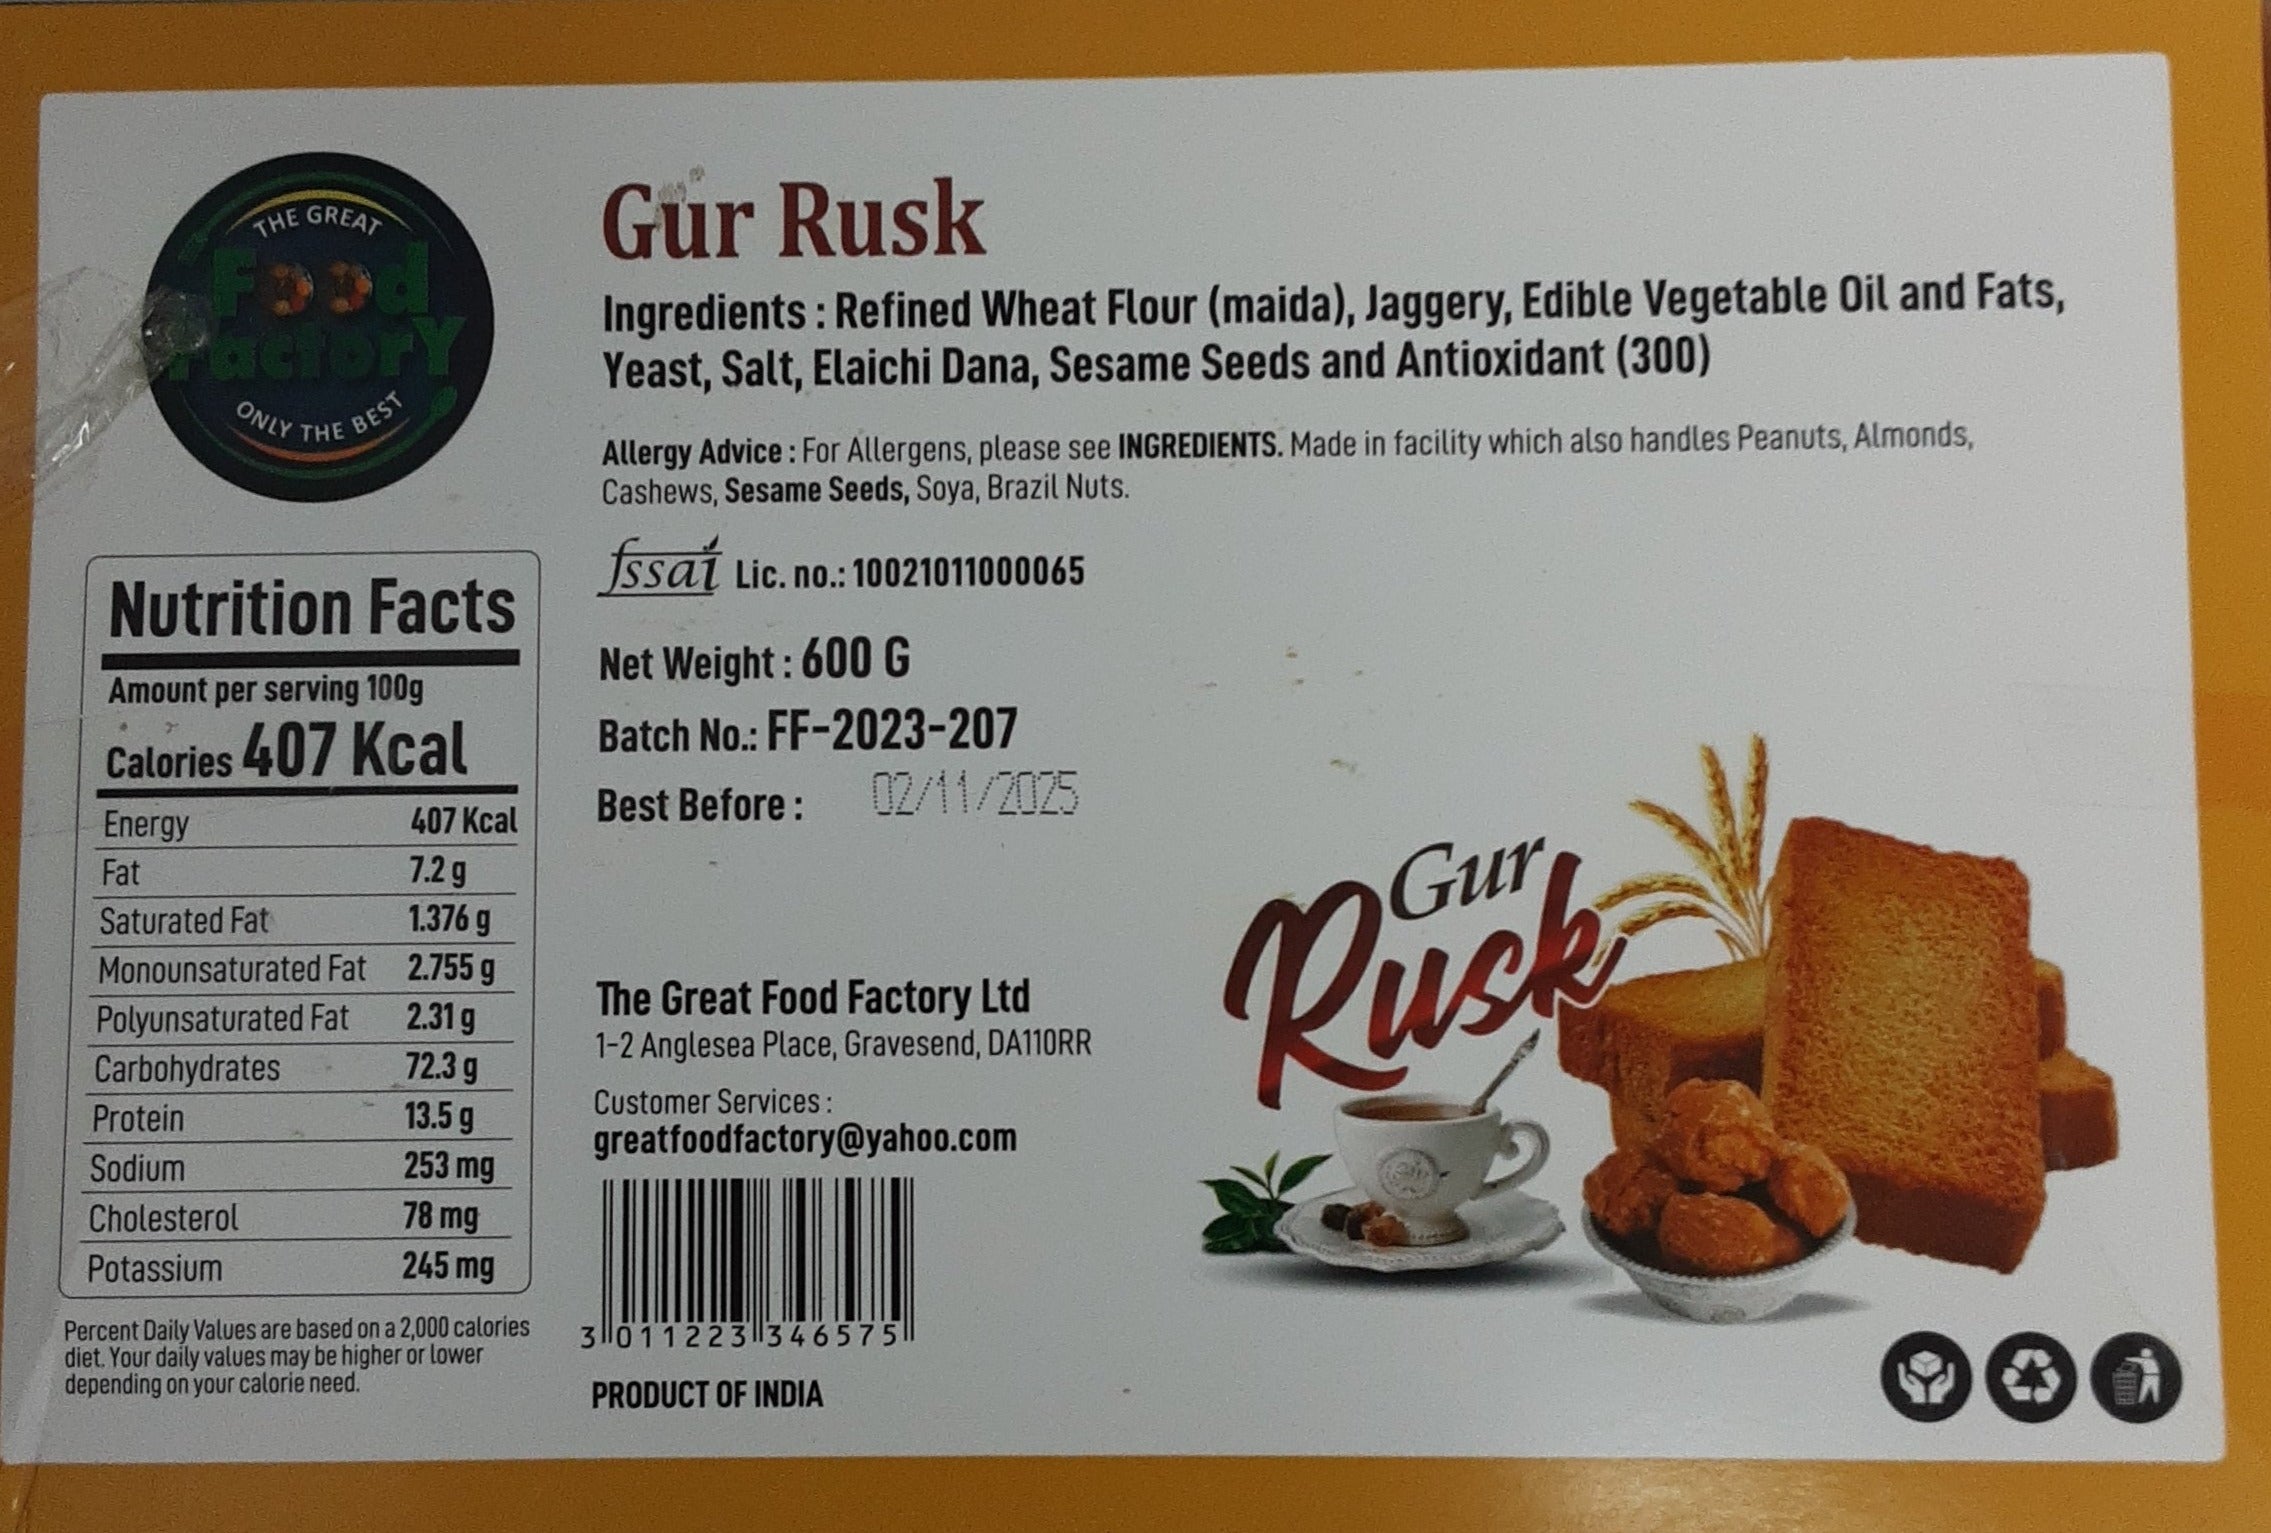 THE GREAT
Food
Factory
ONLY THE BEST
Gur Rusk
Ingredients : Refined Wheat Flour (maida), Jaggery, Edible Vegetable Oil and Fats,
Yeast, Salt, Elaichi Dana, Sesame Seeds and Antioxidant (300)
Allergy Advice : For Allergens, please see INGREDIENTS. Made in facility which also handles Peanuts, Almonds,
Cashews, Sesame Seeds, Soya, Brazil Nuts.
fssai Lic. no.: 10021011000065
Net Weight : 600 G
Batch No.: FF-2023-207
Best Before : 02/11/2025
The Great Food Factory Ltd
1-2 Anglesea Place, Gravesend, DA110RR
Customer Services :
greatfoodfactory@yahoo.com
3 011223 346575
PRODUCT OF INDIA
Nutrition Facts
Amount per serving 100g
Calories 407 Kcal
Energy 407 Kcal
Fat 7.2 g
Saturated Fat 1.376 g
Monounsaturated Fat 2.755 g
Polyunsaturated Fat 2.31 g
Carbohydrates 72.3 g
Protein 13.5 g
Sodium 253 mg
Cholesterol 78 mg
Potassium 245 mg
Percent Daily Values are based on a 2,000 calories
diet. Your daily values may be higher or lower
depending on your calorie need.
Gur
Rusk